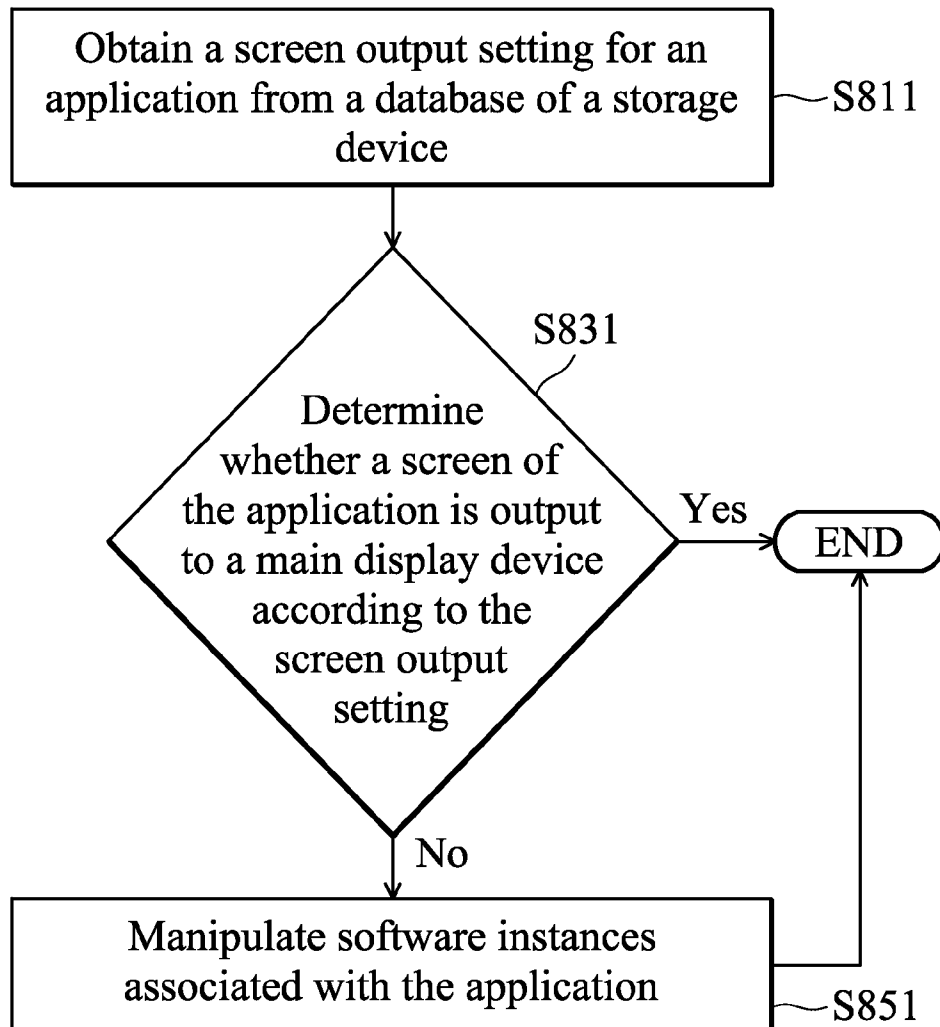 Obtain a screen output setting for an
application from a database of a storage
device
S811
S831
Determine
whether a screen of
the application is output
to a main display device
according to the
screen output
setting
Yes
END
No
Manipulate software instances
associated with the application
S851